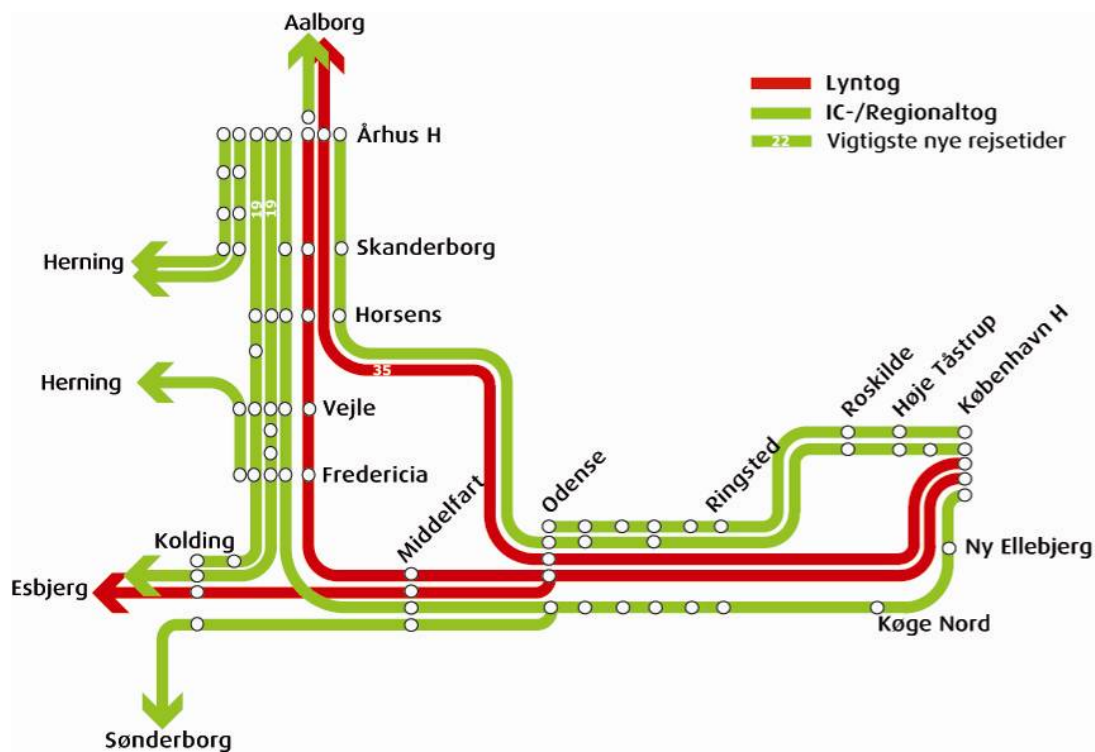 Aalborg
Lyntog
IC-/Regionaltog
22 Vigtigste nye rejsetider
Århus H
19 19
Skanderborg
Herning
Horsens
35
Herning
Vejle
Fredericia
Roskilde
Høje Tåstrup
København H
Middelfart
Odense
Ringsted
Kolding
Ny Ellebjerg
Esbjerg
Køge Nord
Sønderborg